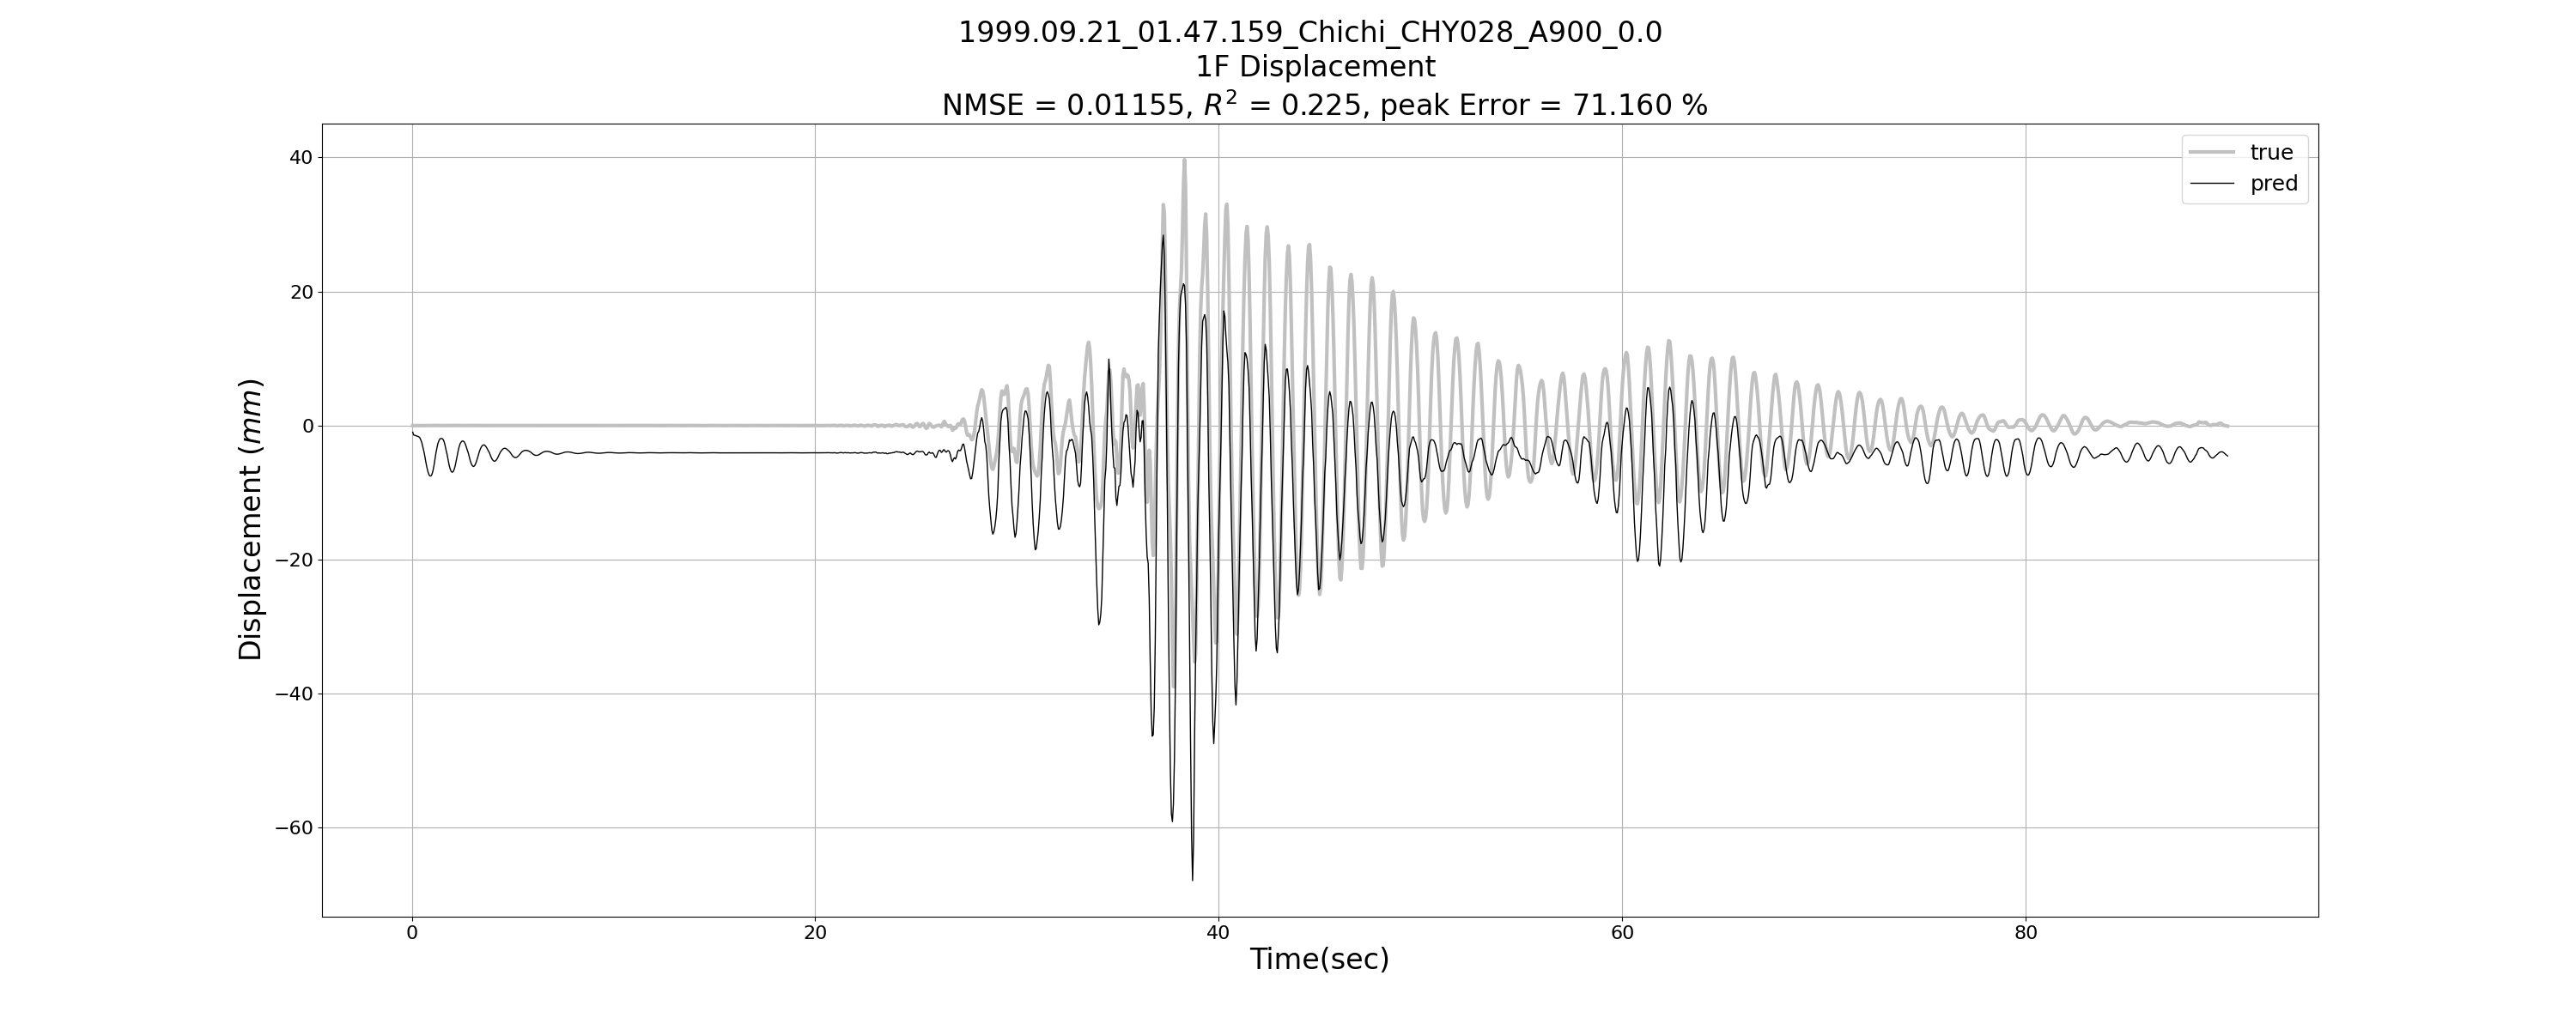 1999.09.21_01.47.159_Chichi_CHY028_A900_0.0
1F Displacement
NMSE = 0.01155, R² = 0.225, peak Error = 71.160 %
true
pred
Displacement (mm)
40
20
0
−20
−40
−60
0 20 40 60 80
Time(sec)